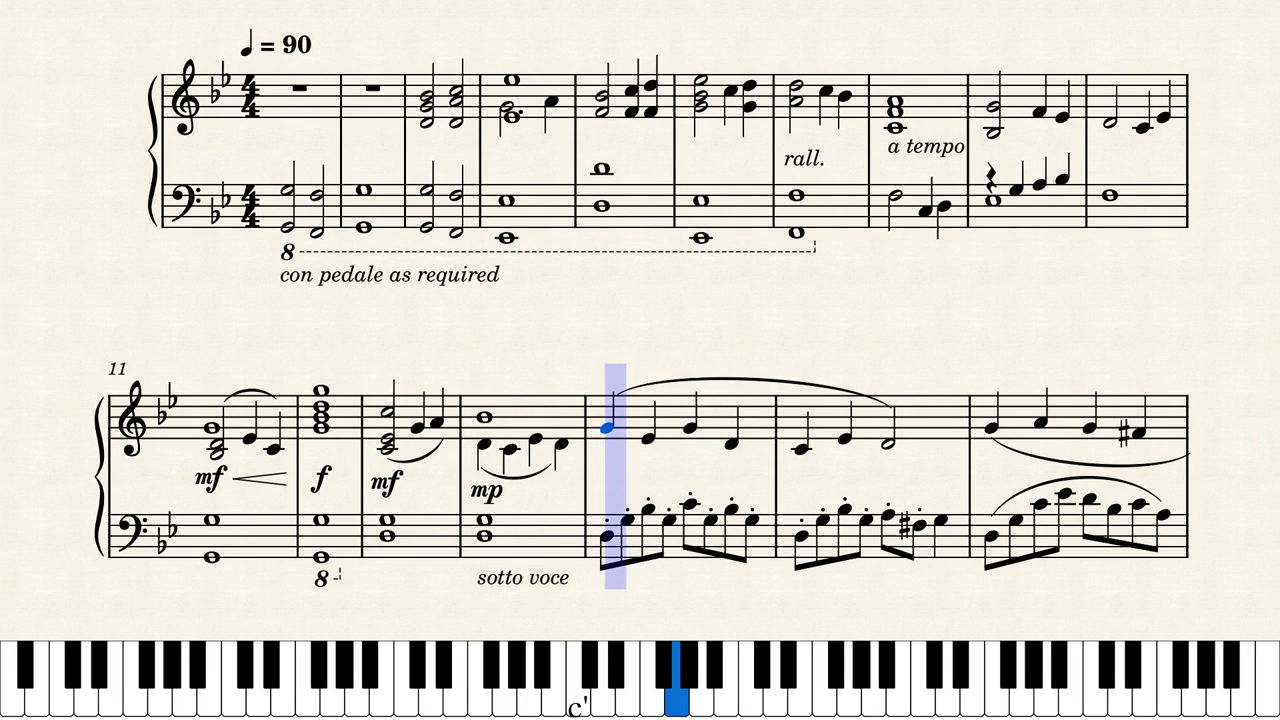 ♩ = 90
4
4
4
4
rall.
a tempo
8
con pedale as required
11
mf
f
mf
mp
8
sotto voce
c'